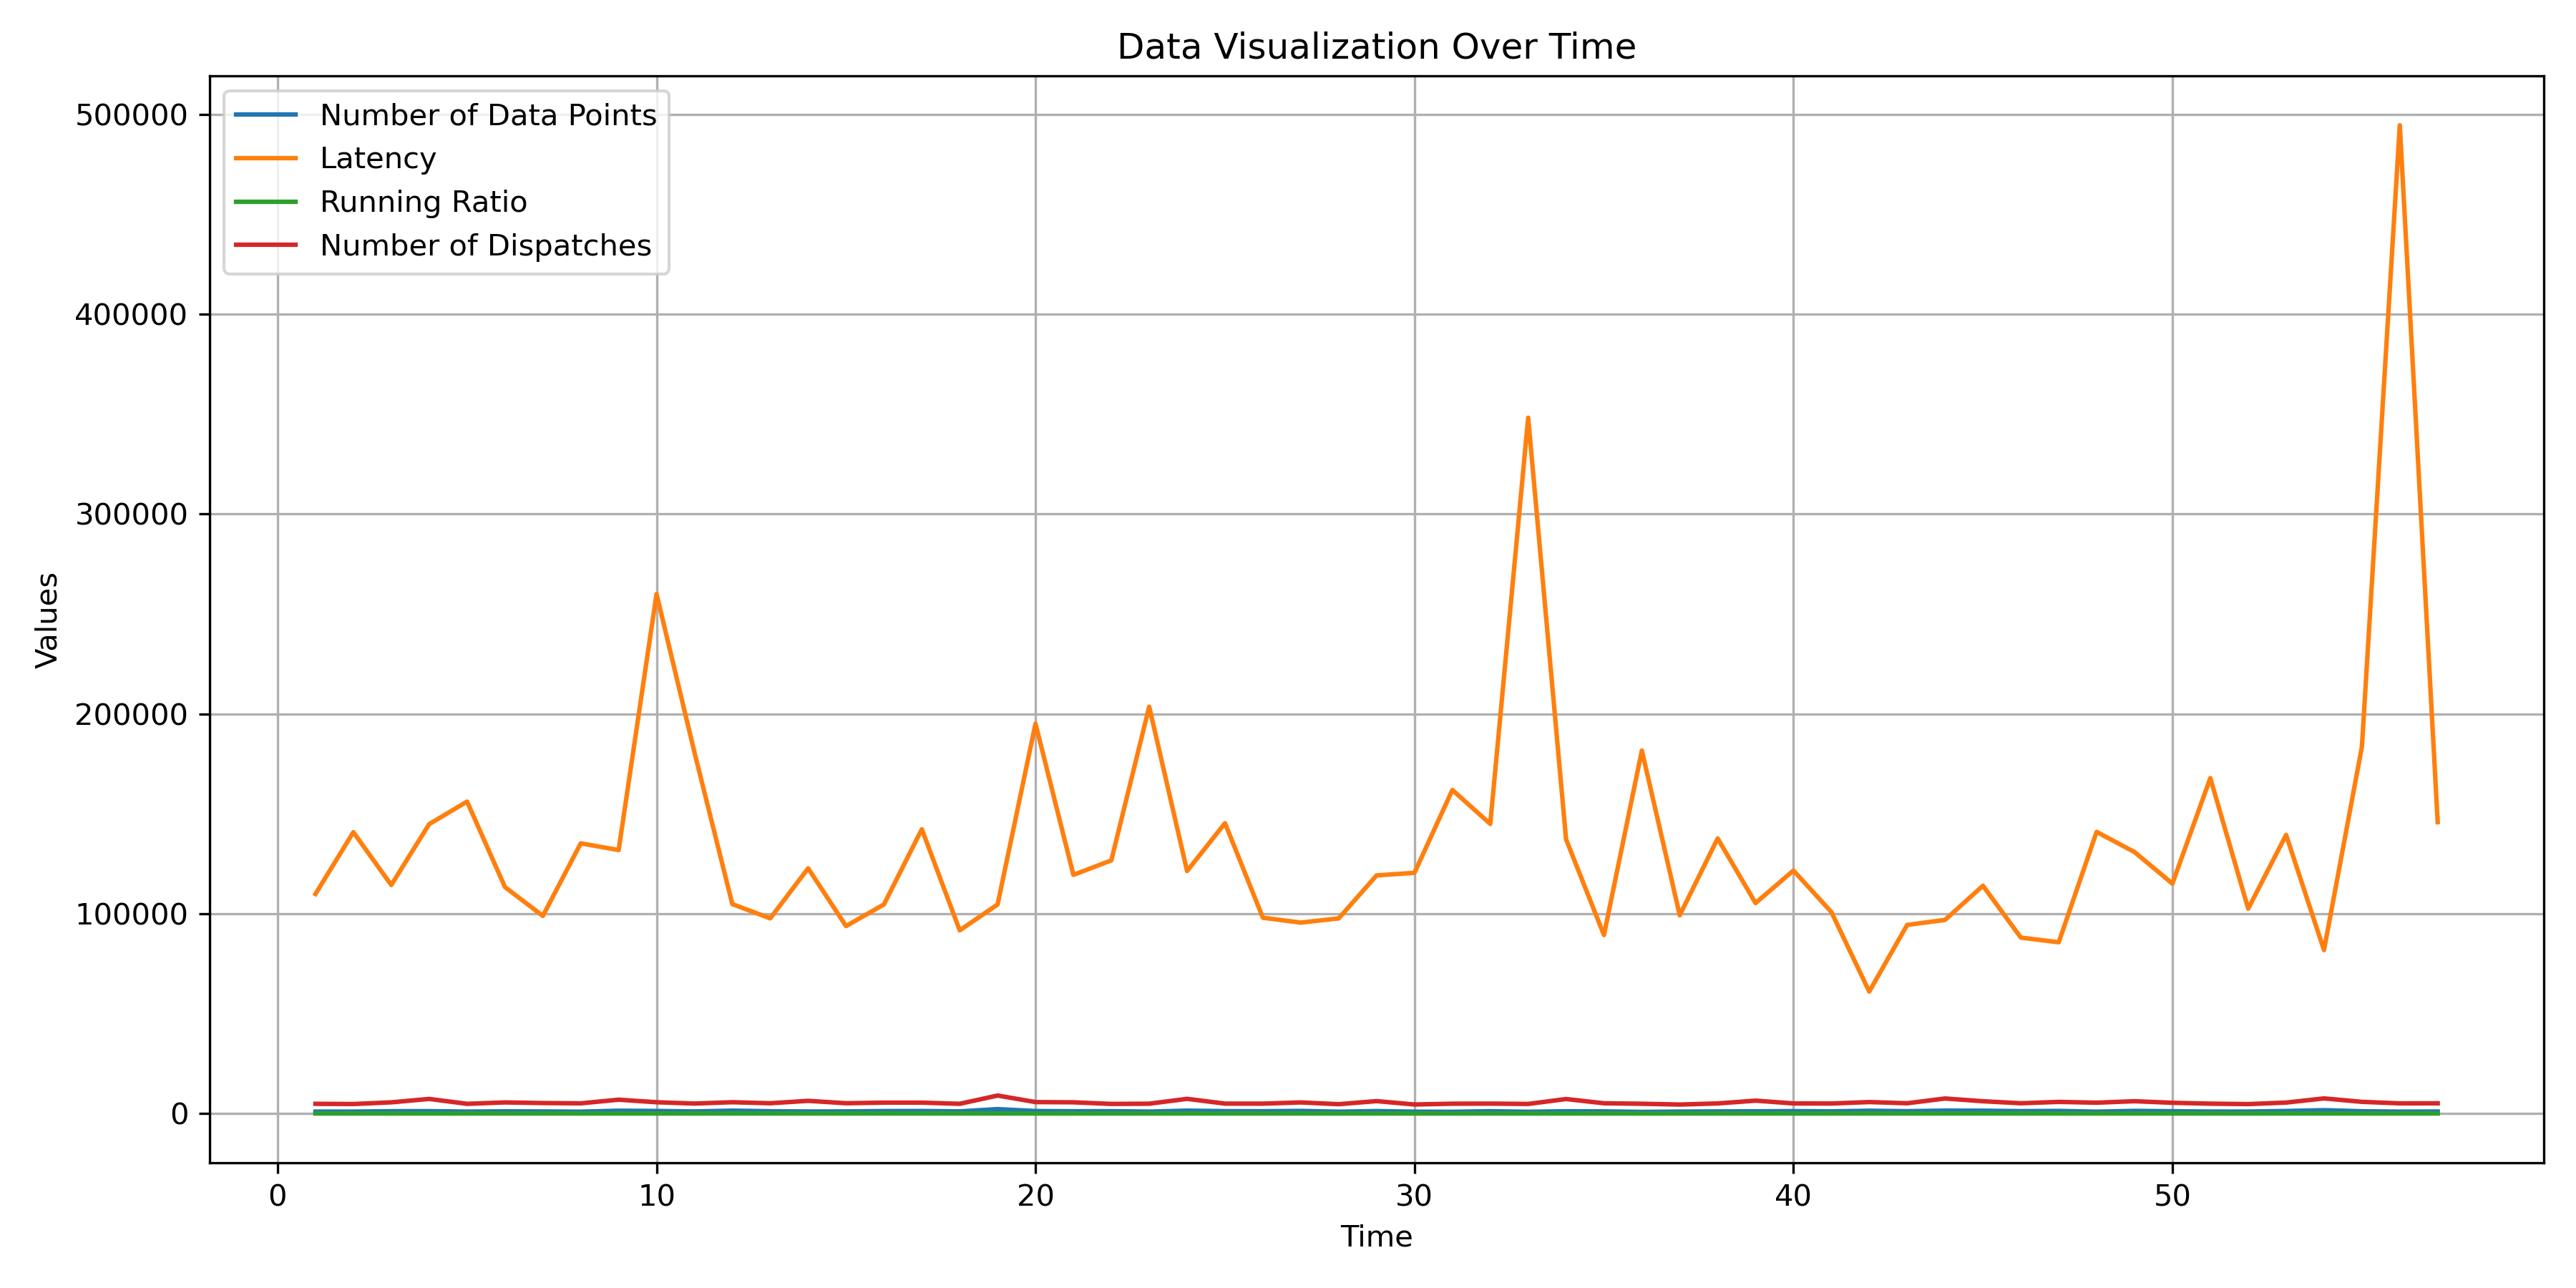 Data Visualization Over Time
500000
400000
300000
200000
100000
0
Values
Number of Data Points
Latency
Running Ratio
Number of Dispatches
0 10 20 30 40 50
Time